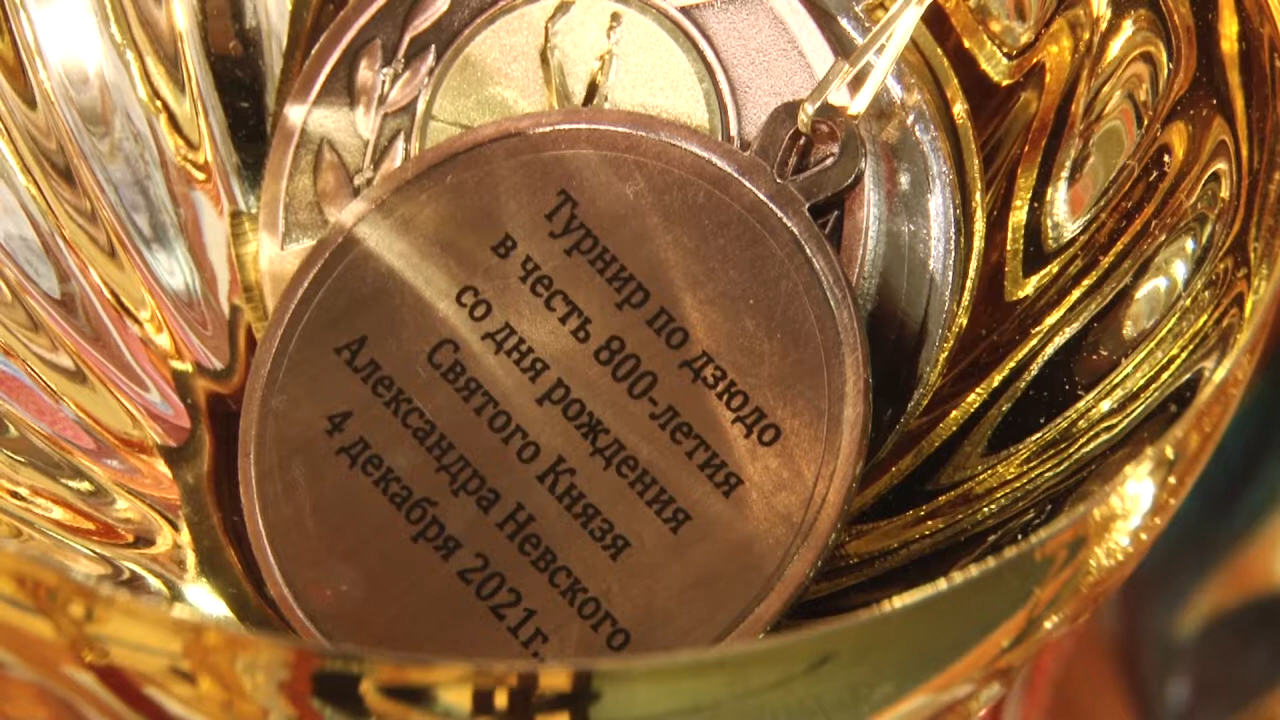 Турнир по дзюдо
в честь 800-летия
со дня рождения
Святого Князя
Александра Невского
4 декабря 2021г.